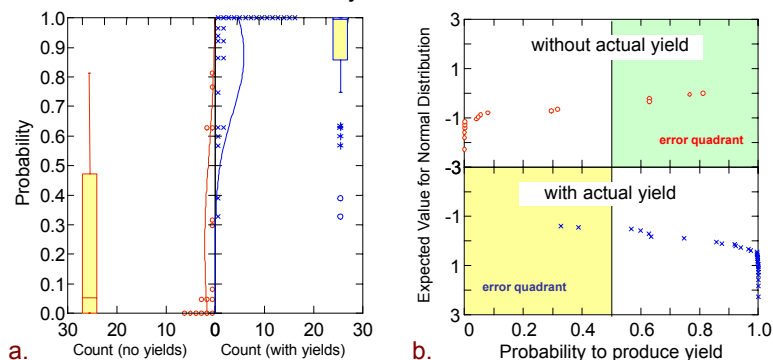 1.0
0.9
0.8
0.7
0.6
0.5
0.4
0.3
0.2
0.1
0.0
Probability
30 20 10 0 10 20 30
Count (no yields) Count (with yields)
a.
Expected Value for Normal Distribution
3
1
-1
-3
-1
1
3
without actual yield
error quadrant
with actual yield
error quadrant
0.0 0.2 0.4 0.6 0.8 1.0
Probability to produce yield
b.